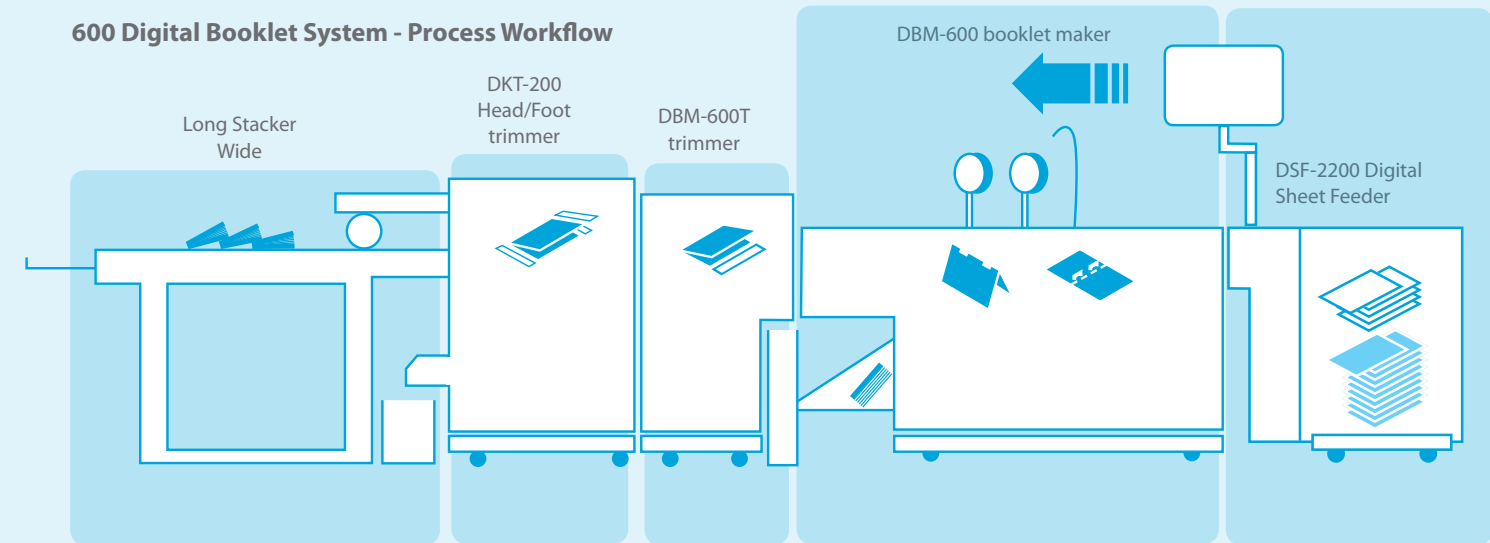 600 Digital Booklet System - Process Workflow
DBM-600 booklet maker
DKT-200
Head/Foot
trimmer
DBM-600T
trimmer
Long Stacker
Wide
DSF-2200 Digital
Sheet Feeder